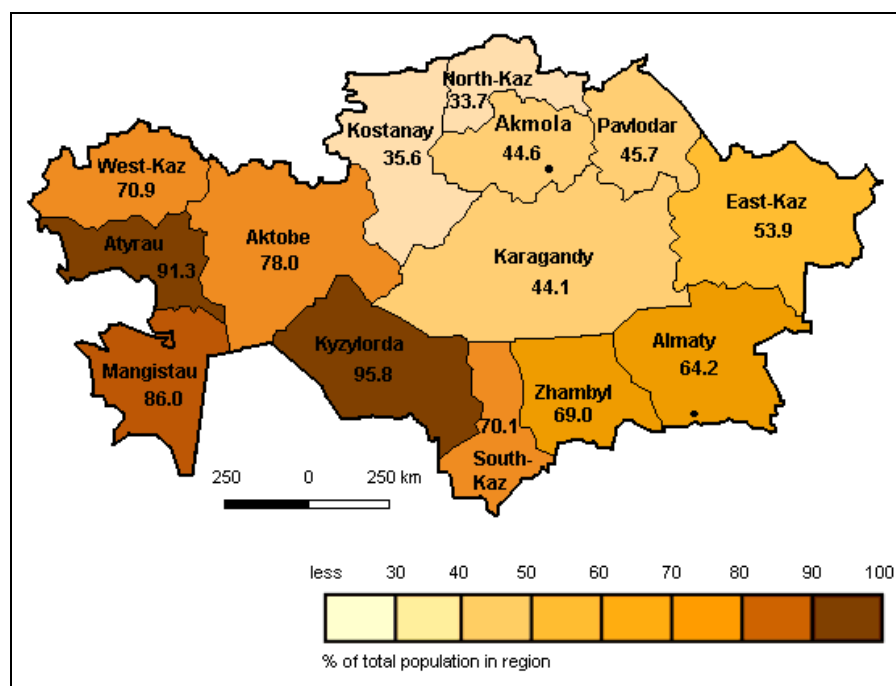 North-Kaz
33.7
Kostanay
35.6
Akmola
44.6
Pavlodar
45.7
West-Kaz
70.9
East-Kaz
53.9
Atyrau
91.3
Aktobe
78.0
Karagandy
44.1
Kyzylorda
95.8
Almaty
64.2
Mangistau
86.0
Zhambyl
69.0
70.1
South-
Kaz
250 0 250 km
less 30 40 50 60 70 80 90 100
% of total population in region